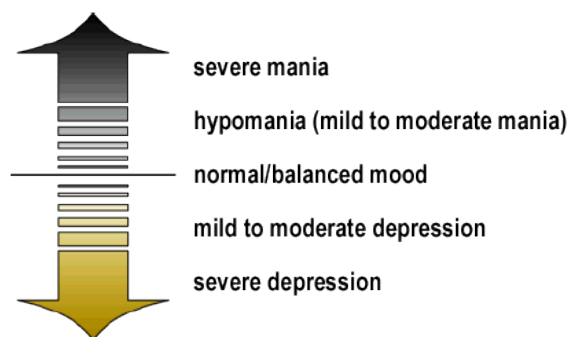 severe mania
hypomania (mild to moderate mania)
normal/balanced mood
mild to moderate depression
severe depression